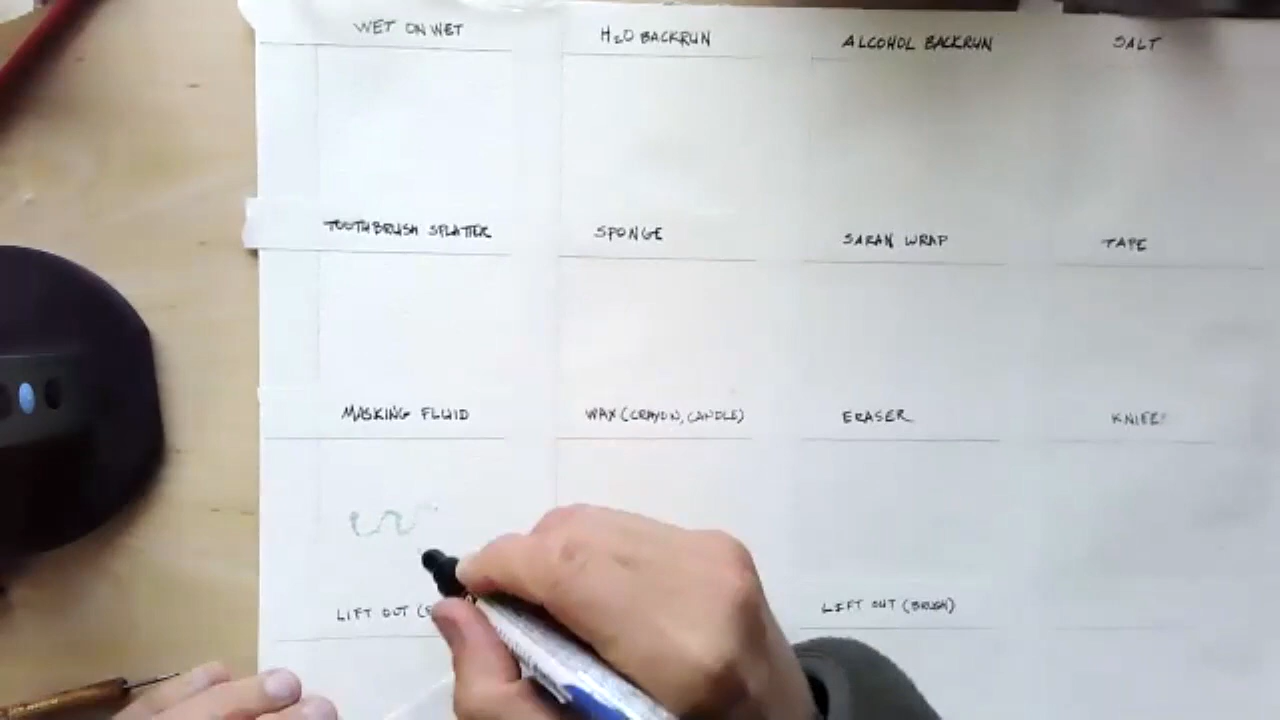 WET ON WET
H2O BACKRUN
ALCOHOL BACKRUN
SALT
TOOTHBRUSH SPLATTER
SPONGE
SARAN WRAP
TAPE
MASKING FLUID
WAX (CRAYON, CANDLE)
ERASER
KNIFE
LIFT OUT (
LIFT OUT (BRUSH)